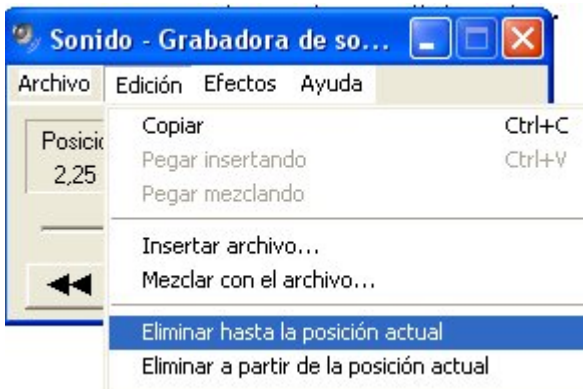 Sonido - Grabadora de so...
Archivo Edición Efectos Ayuda
2,25
Copiar Ctrl+C
Pegar insertando Ctrl+V
Pegar mezclando
Insertar archivo...
Mezclar con el archivo...
Eliminar hasta la posición actual
Eliminar a partir de la posición actual